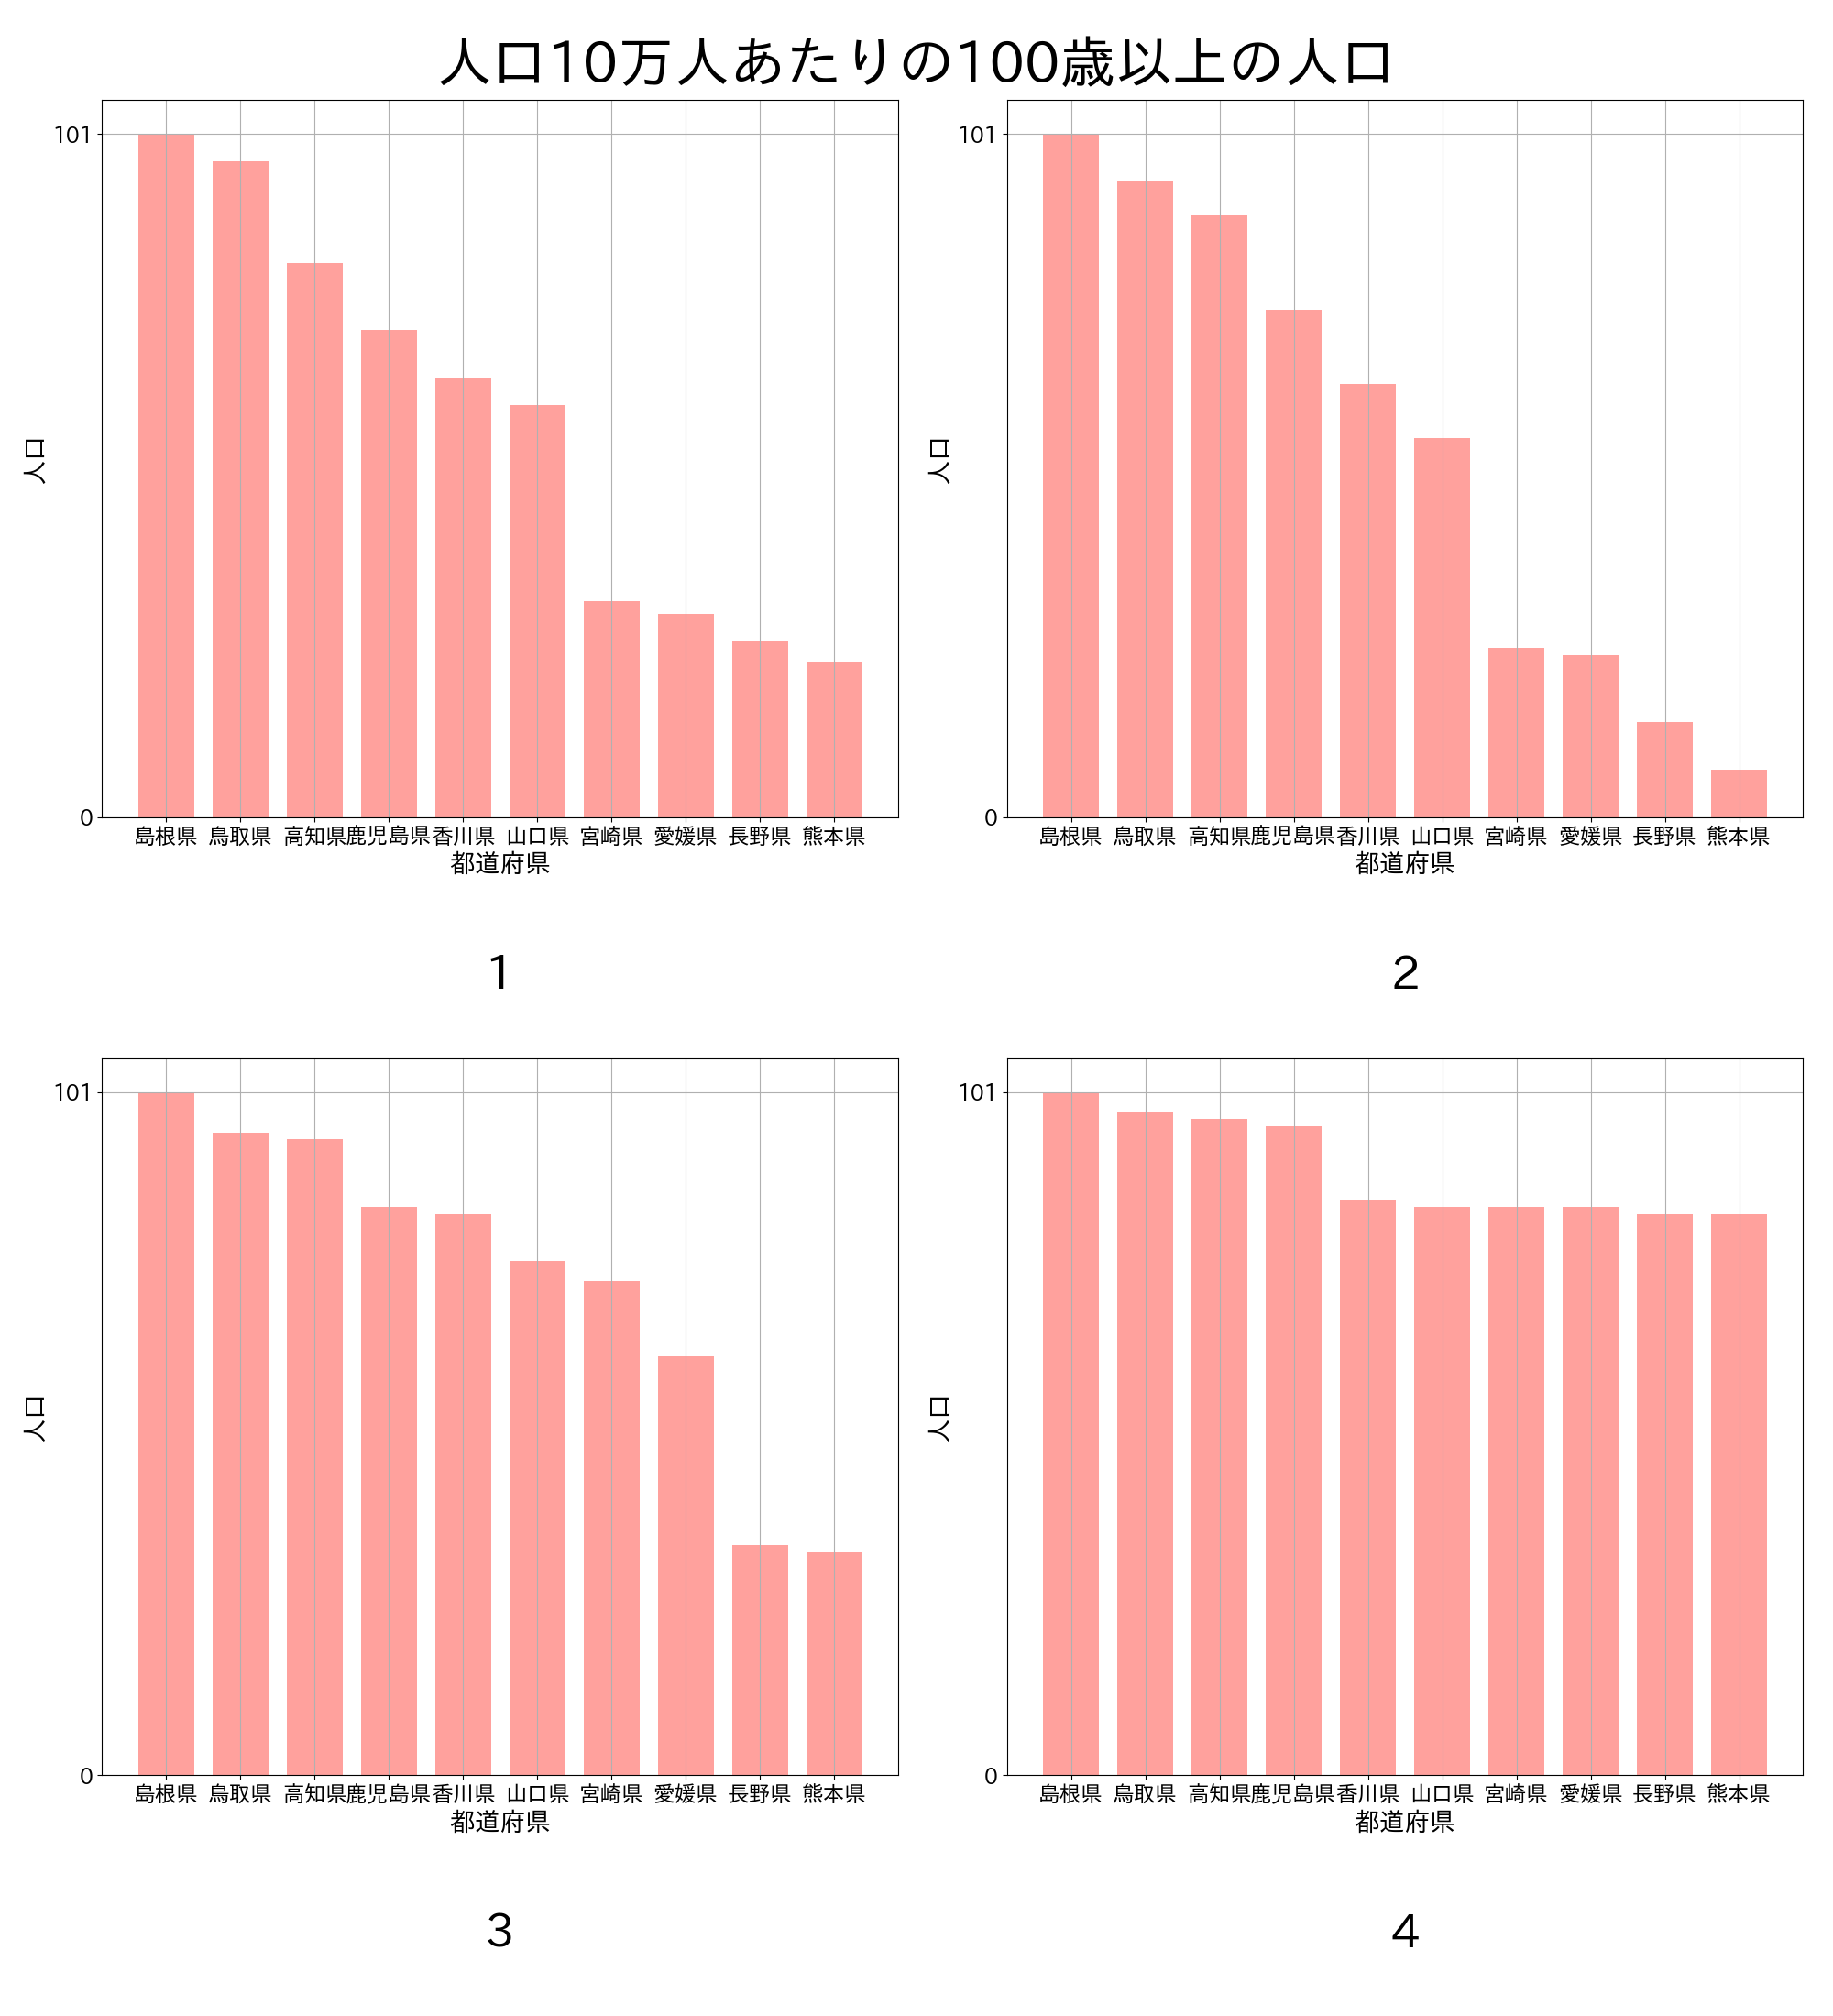 人口10万人あたりの100歳以上の人口
101
0
人口
島根県 鳥取県 高知県 鹿児島県 香川県 山口県 宮崎県 愛媛県 長野県 熊本県
都道府県
1
101
0
人口
島根県 鳥取県 高知県 鹿児島県 香川県 山口県 宮崎県 愛媛県 長野県 熊本県
都道府県
2
101
0
人口
島根県 鳥取県 高知県 鹿児島県 香川県 山口県 宮崎県 愛媛県 長野県 熊本県
都道府県
3
101
0
人口
島根県 鳥取県 高知県 鹿児島県 香川県 山口県 宮崎県 愛媛県 長野県 熊本県
都道府県
4